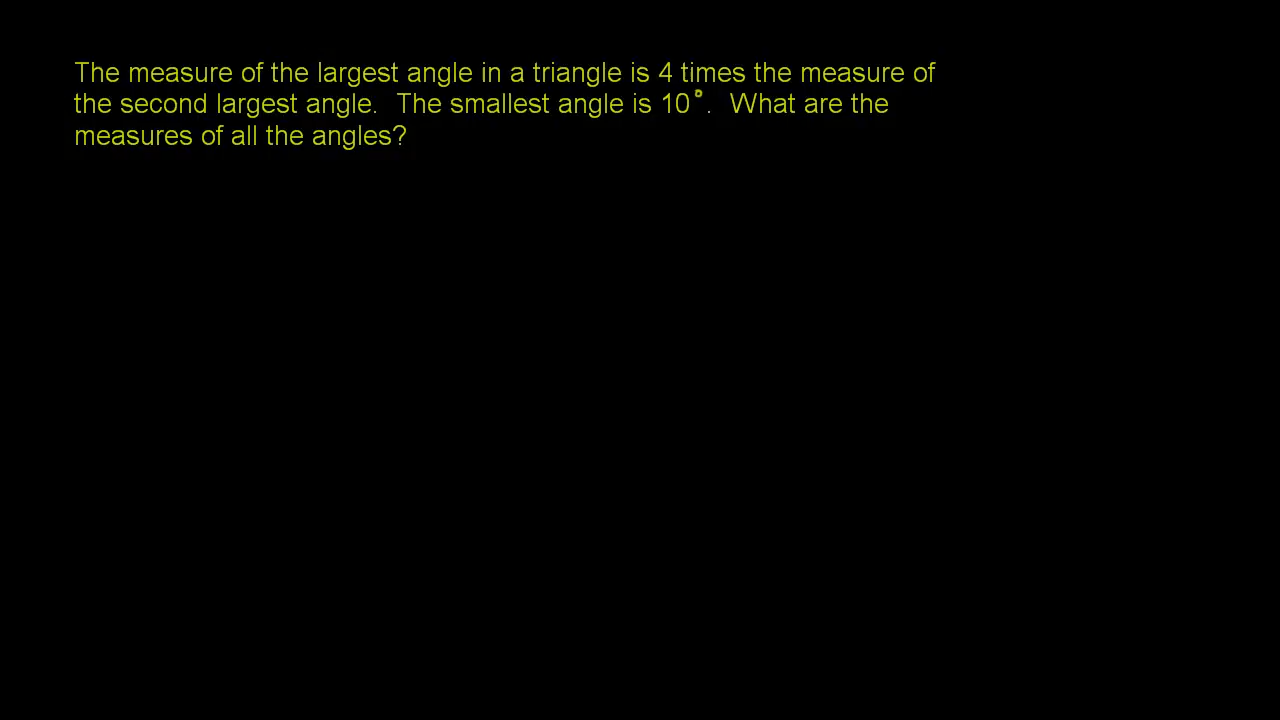 The measure of the largest angle in a triangle is 4 times the measure of
the second largest angle.  The smallest angle is 10°.  What are the
measures of all the angles?